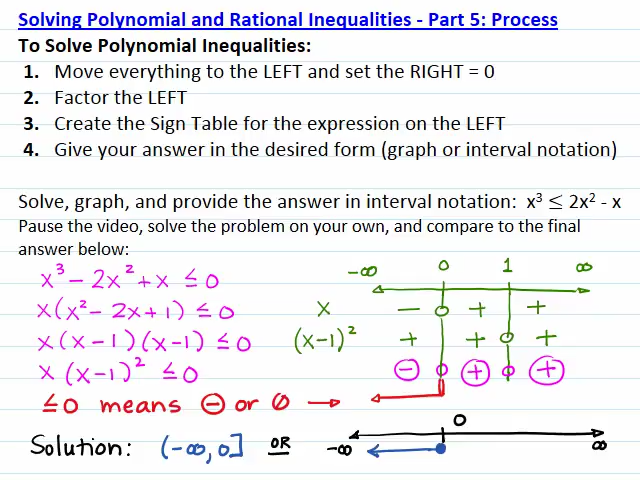 Solving Polynomial and Rational Inequalities - Part 5: Process
To Solve Polynomial Inequalities:
1. Move everything to the LEFT and set the RIGHT = 0
2. Factor the LEFT
3. Create the Sign Table for the expression on the LEFT
4. Give your answer in the desired form (graph or interval notation)
Solve, graph, and provide the answer in interval notation: x³ ≤ 2x² - x
Pause the video, solve the problem on your own, and compare to the final
answer below:
x³ - 2x² + x ≤ 0
x(x² - 2x + 1) ≤ 0
x(x - 1)(x - 1) ≤ 0
x(x - 1)² ≤ 0
-∞ 0 1 ∞
x - 0 + +
(x-1)² + + 0 +
⊖ 0 ⊕ 0 ⊕
≤0 means ⊖ or 0 →
Solution: (-∞, 0] OR
0
-∞ ∞